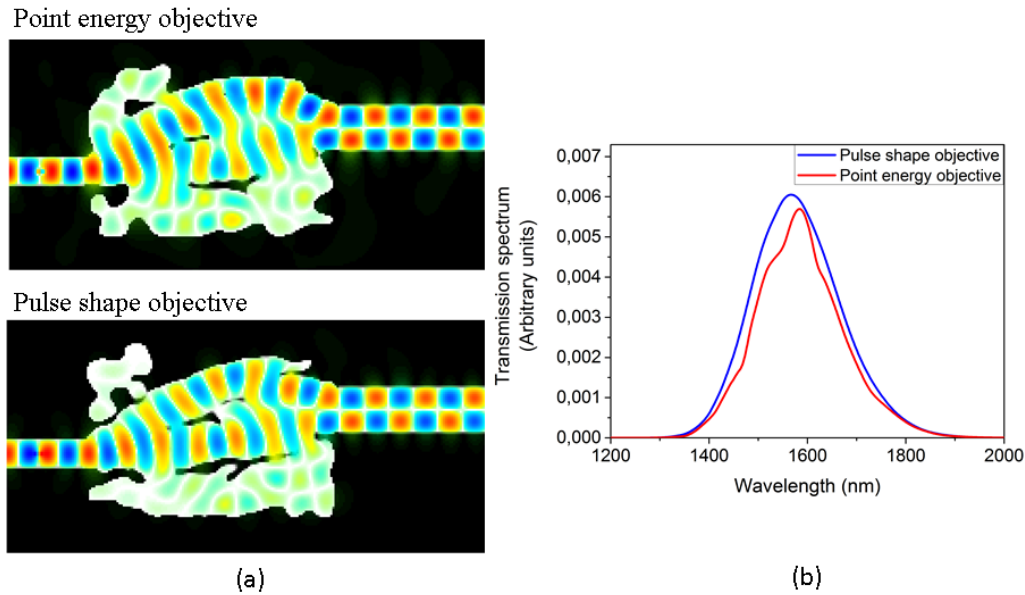 Point energy objective
Pulse shape objective
(a)
Transmission spectrum
(Arbitrary units)
0,007
0,006
0,005
0,004
0,003
0,002
0,001
0,000
Pulse shape objective
Point energy objective
1200 1400 1600 1800 2000
Wavelength (nm)
(b)